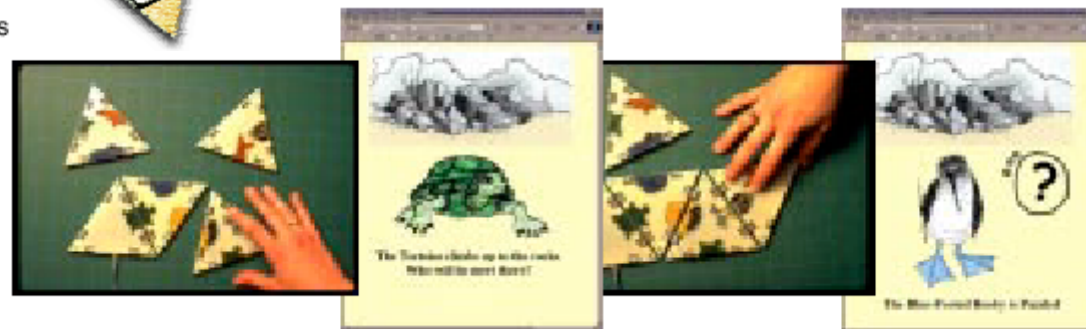 s
The Tortoise climbs up to the rocks
Who will he meet there?
?
The Blue-Footed Booby is Puzzled